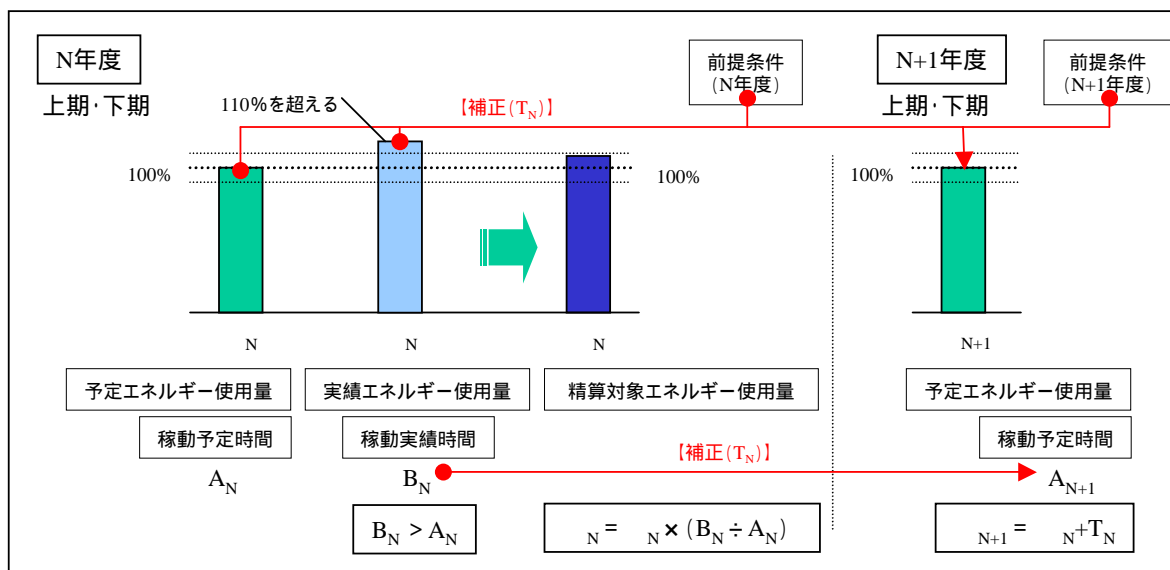 N年度
上期･下期
110%を超える
【補正(TN)】
前提条件
(N年度)
N+1年度
上期･下期
前提条件
(N+1年度)
100%
100%
100%
N
N
N
N+1
予定エネルギー使用量
実績エネルギー使用量
精算対象エネルギー使用量
予定エネルギー使用量
稼動予定時間
稼動実績時間
稼動予定時間
【補正(TN)】
AN
BN
AN+1
BN > AN
N = N × (BN ÷ AN)
N+1 = N+TN